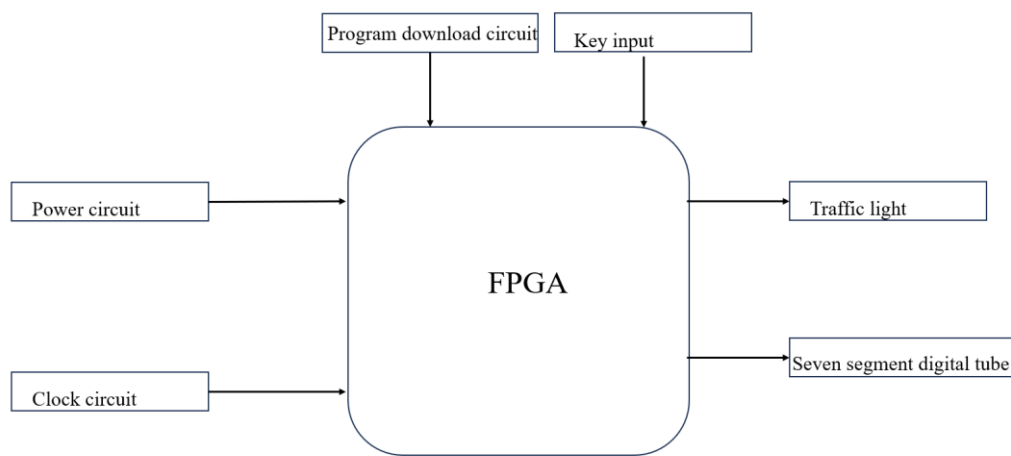 Program download circuit
Key input
Power circuit
Traffic light
FPGA
Clock circuit
Seven segment digital tube